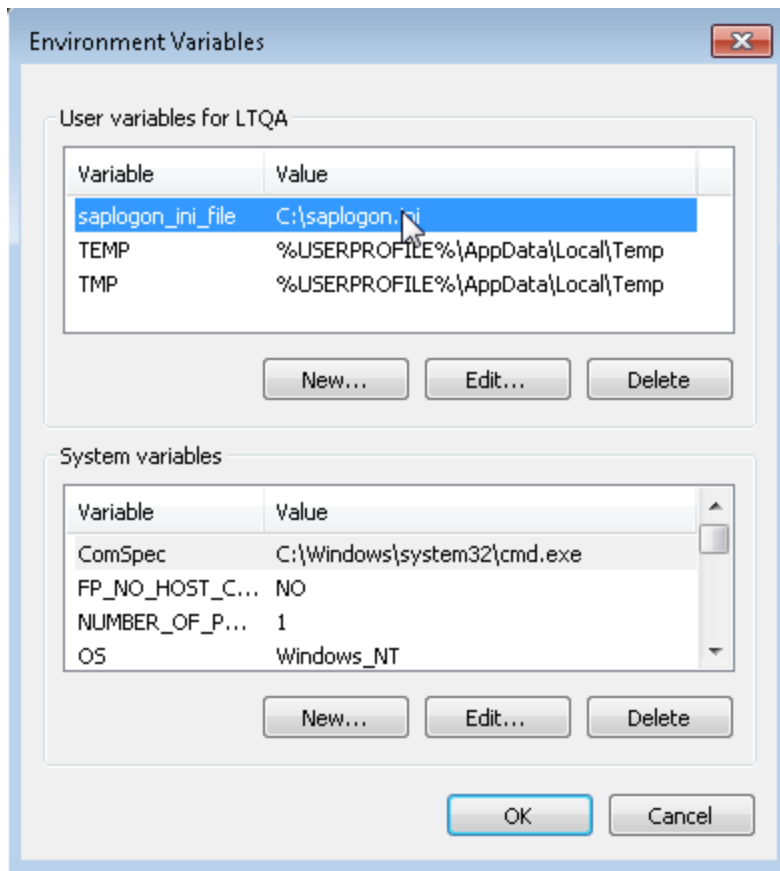 Environment Variables
User variables for LTQA
Variable Value
saplogon_ini_file C:\saplogon.ini
TEMP %USERPROFILE%\AppData\Local\Temp
TMP %USERPROFILE%\AppData\Local\Temp
New... Edit... Delete
System variables
Variable Value
ComSpec C:\Windows\system32\cmd.exe
FP_NO_HOST_C... NO
NUMBER_OF_P... 1
OS Windows_NT
New... Edit... Delete
OK Cancel